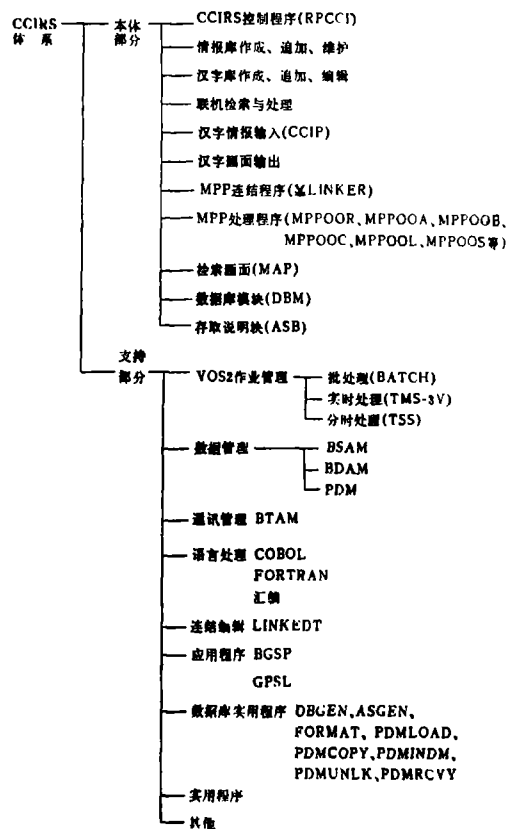 CCIRS 本体 CCIRS控制程序(RPCCI)
体 系 部分
情报库作成、追加、维护
汉字库作成、追加、编辑
联机检索与处理
汉字情报输入(CCIP)
汉字画面输出
MPP连结程序(¥LINKER)
MPP处理程序(MPPOOR、MPPOOA、MPPOOB、
MPPOOC、MPPOOL、MPPOOS等)
检索画面(MAP)
数据库模块(DBM)
存取说明块(ASB)
支持
部分
VOS2作业管理 批处理(BATCH)
实时处理(TMS-3V)
分时处理(TSS)
数据管理 BSAM
BDAM
PDM
通讯管理 BTAM
语言处理 COBOL
FORTRAN
汇编
连结编辑 LINKEDT
应用程序 BGSP
GPSL
数据库实用程序 DBGEN、ASGEN、
FORMAT、PDMLOAD、
PDMCOPY、PDMINDM、
PDMUNLK、PDMRCVY
实用程序
其他